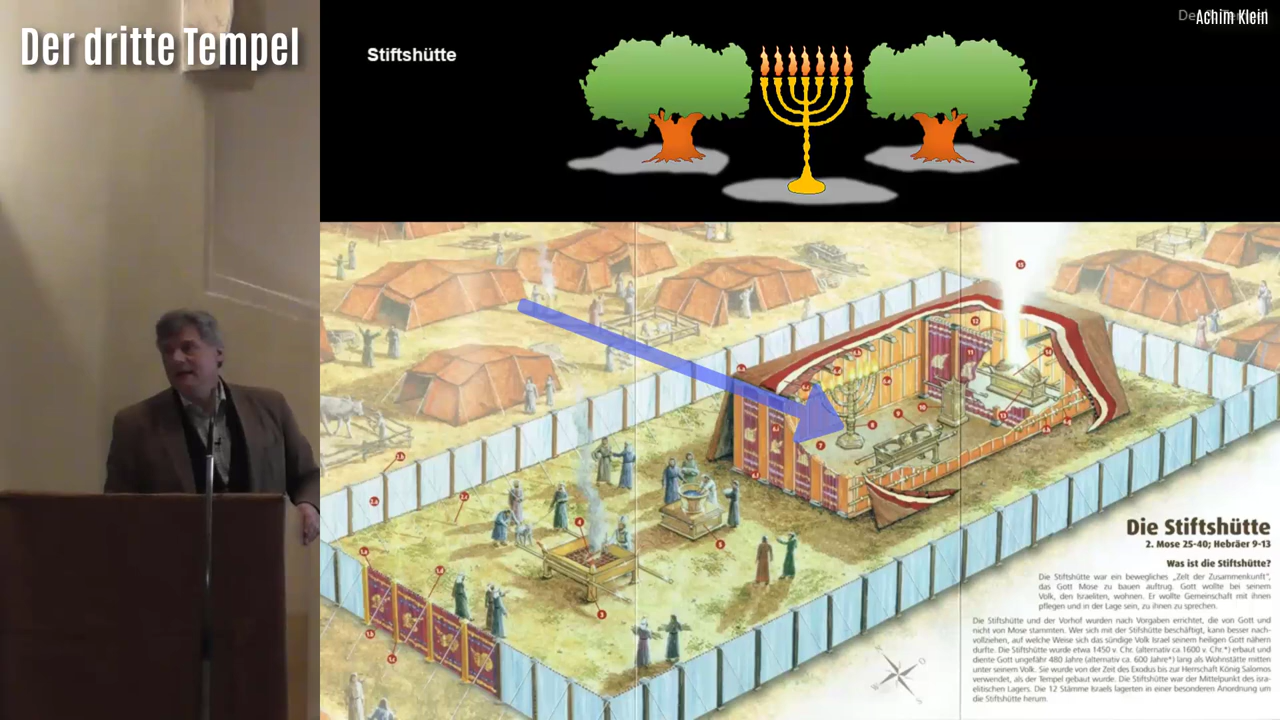 Der dritte Tempel
Achim Klein
Stiftshütte
Die Stiftshütte
2. Mose 25-40; Hebräer 9-13
Was ist die Stiftshütte?
Die Stiftshütte war ein bewegliches „Zelt der Zusammenkunft",
das Gott Mose zu bauen auftrug. Gott wollte bei seinem
Volk, den Israeliten, wohnen. Er wollte Gemeinschaft mit ihnen
pflegen und in der Lage sein, zu ihnen zu sprechen.
Die Stiftshütte und der Vorhof wurden nach Vorgaben errichtet, die von Gott und
nicht von Mose stammten. Wer sich mit der Stifshütte beschäftigt, kann besser nach-
vollziehen, auf welche Weise sich das sündige Volk Israel seinem heiligen Gott nähern
durfte. Die Stiftshütte wurde etwa 1450 v. Chr. (alternativ ca. 1600 v. Chr.*) erbaut und
diente Gott ungefähr 480 Jahre (alternativ ca. 600 Jahre*) lang als Wohnstätte mitten
unter seinem Volk. Sie wurde von der Zeit des Exodus bis zur Herrschaft König Salomos
verwendet, als der Tempel gebaut wurde. Die Stiftshütte war der Mittelpunkt des isra-
elitischen Lagers. Die 12 Stämme Israels lagerten in einer besonderen Anordnung um
die Stiftshütte herum.